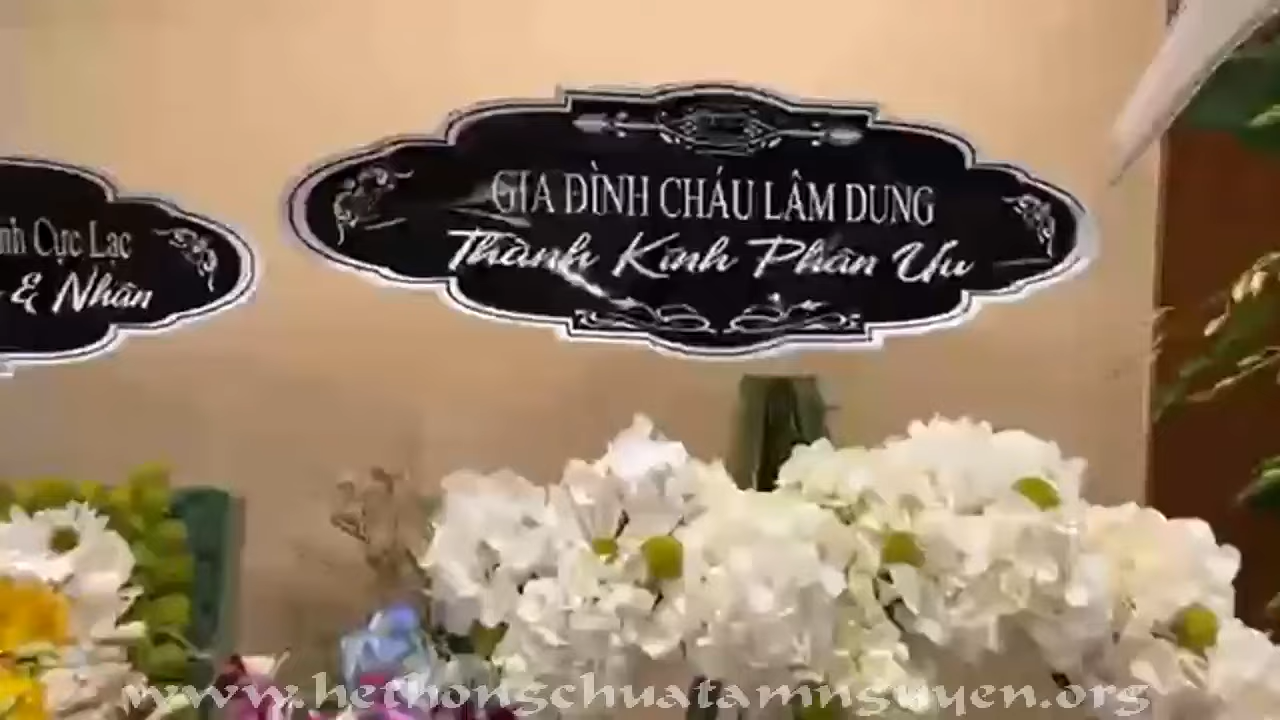 nh Cực Lạc
& Nhân
GIA ĐÌNH CHÁU LÂM DUNG
Thành Kính Phân Ưu
www.hethongchuatamnguyen.org